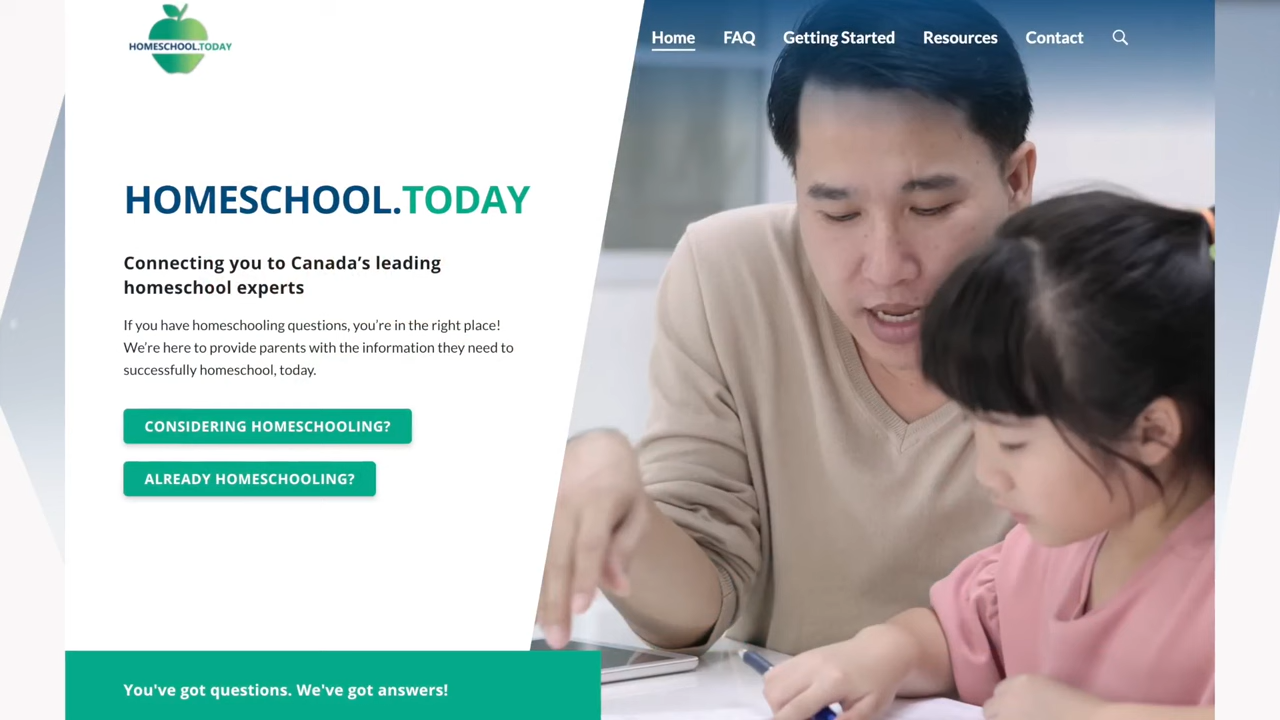 HOMESCHOOL.TODAY
Home FAQ Getting Started Resources Contact
HOMESCHOOL.TODAY
Connecting you to Canada’s leading
homeschool experts
If you have homeschooling questions, you’re in the right place!
We’re here to provide parents with the information they need to
successfully homeschool, today.
CONSIDERING HOMESCHOOLING?
ALREADY HOMESCHOOLING?
You've got questions. We've got answers!